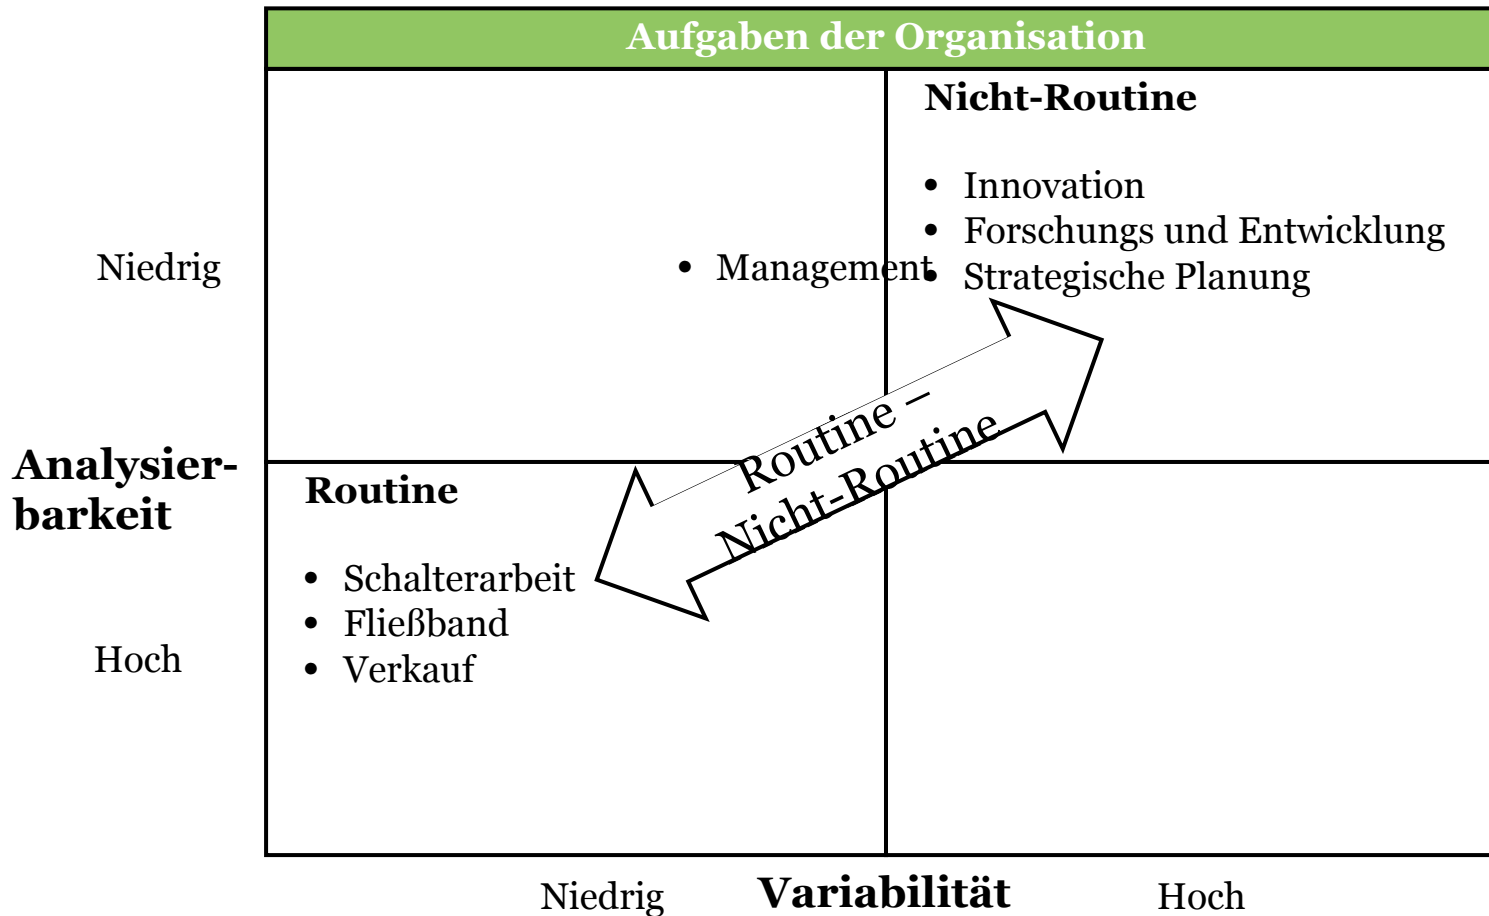 Aufgaben der Organisation
Nicht-Routine
• Innovation
• Forschungs und Entwicklung
• Strategische Planung
Niedrig
• Management
Routine –
Nicht-Routine
Analysier-
barkeit
Routine
• Schalterarbeit
• Fließband
• Verkauf
Hoch
Niedrig
Variabilität
Hoch